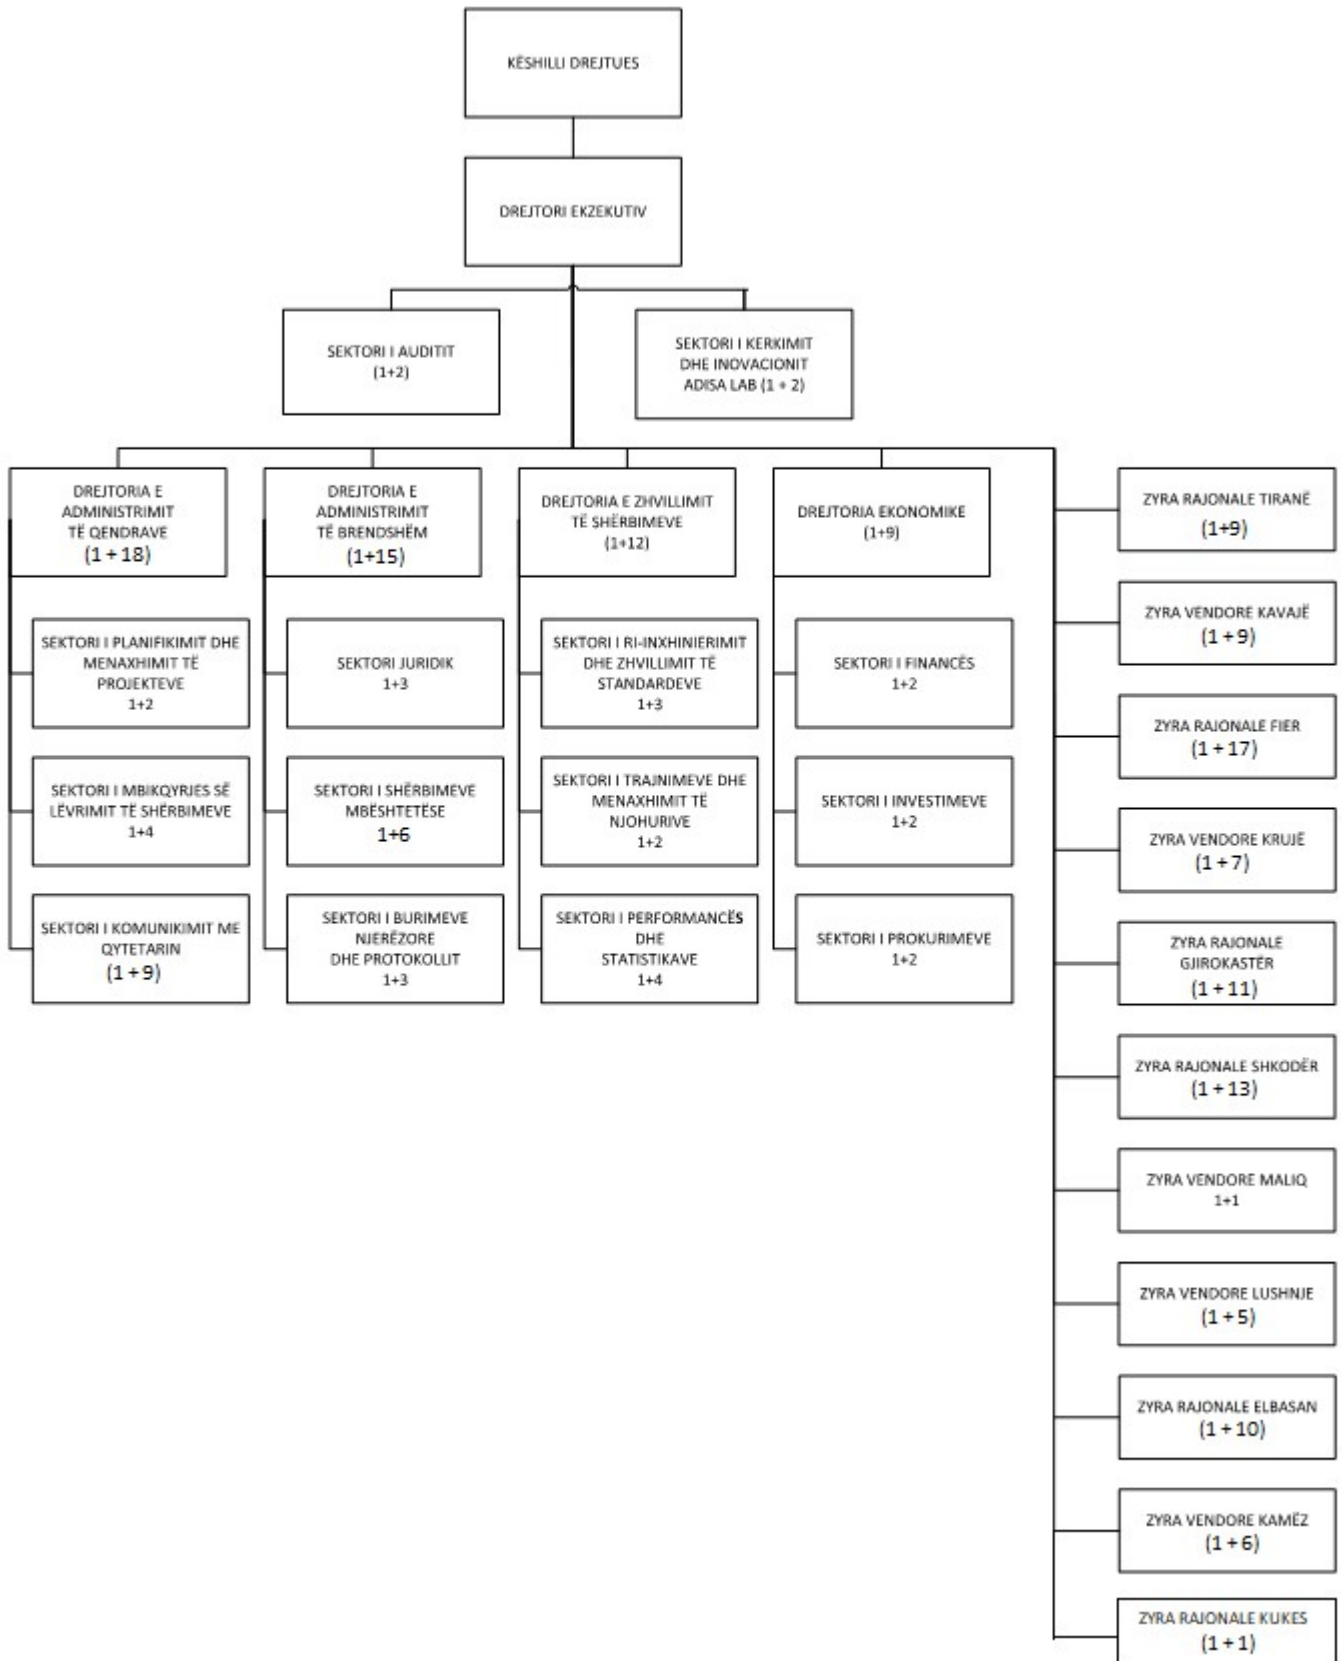 KËSHILLI DREJTUES
DREJTORI EKZEKUTIV
SEKTORI I AUDITIT
(1+2)
SEKTORI I KERKIMIT
DHE INOVACIONIT
ADISA LAB (1 + 2)
DREJTORIA E
ADMINISTRIMIT
TË QENDRAVE
(1 + 18)
SEKTORI I PLANIFIKIMIT DHE
MENAXHIMIT TË
PROJEKTEVE
1+2
SEKTORI I MBIKQYRJES SË
LËVRIMIT TË SHËRBIMEVE
1+4
SEKTORI I KOMUNIKIMIT ME
QYTETARIN
(1 + 9)
DREJTORIA E
ADMINISTRIMIT
TË BRENDSHËM
(1+15)
SEKTORI JURIDIK
1+3
SEKTORI I SHËRBIMEVE
MBËSHTETËSE
1+6
SEKTORI I BURIMEVE
NJERËZORE
DHE PROTOKOLLIT
1+3
DREJTORIA E ZHVILLIMIT
TË SHËRBIMEVE
(1+12)
SEKTORI I RI-INXHINIERIMIT
DHE ZHVILLIMIT TË
STANDARDEVE
1+3
SEKTORI I TRAJNIMEVE DHE
MENAXHIMIT TË
NJOHURIVE
1+2
SEKTORI I PERFORMANCËS
DHE
STATISTIKAVE
1+4
DREJTORIA EKONOMIKE
(1+9)
SEKTORI I FINANCËS
1+2
SEKTORI I INVESTIMEVE
1+2
SEKTORI I PROKURIMEVE
1+2
ZYRA RAJONALE TIRANË
(1+9)
ZYRA VENDORE KAVAJË
(1 + 9)
ZYRA RAJONALE FIER
(1 + 17)
ZYRA VENDORE KRUJË
(1 + 7)
ZYRA RAJONALE
GJIROKASTËR
(1 + 11)
ZYRA RAJONALE SHKODËR
(1 + 13)
ZYRA VENDORE MALIQ
1+1
ZYRA VENDORE LUSHNJE
(1 + 5)
ZYRA RAJONALE ELBASAN
(1 + 10)
ZYRA VENDORE KAMËZ
(1 + 6)
ZYRA RAJONALE KUKES
(1 + 1)